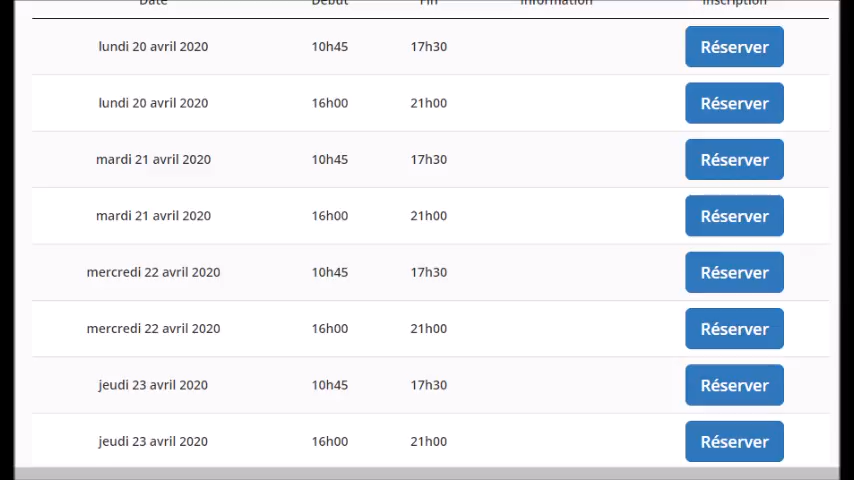 Date Début Fin Information Inscription
lundi 20 avril 2020 10h45 17h30 Réserver
lundi 20 avril 2020 16h00 21h00 Réserver
mardi 21 avril 2020 10h45 17h30 Réserver
mardi 21 avril 2020 16h00 21h00 Réserver
mercredi 22 avril 2020 10h45 17h30 Réserver
mercredi 22 avril 2020 16h00 21h00 Réserver
jeudi 23 avril 2020 10h45 17h30 Réserver
jeudi 23 avril 2020 16h00 21h00 Réserver